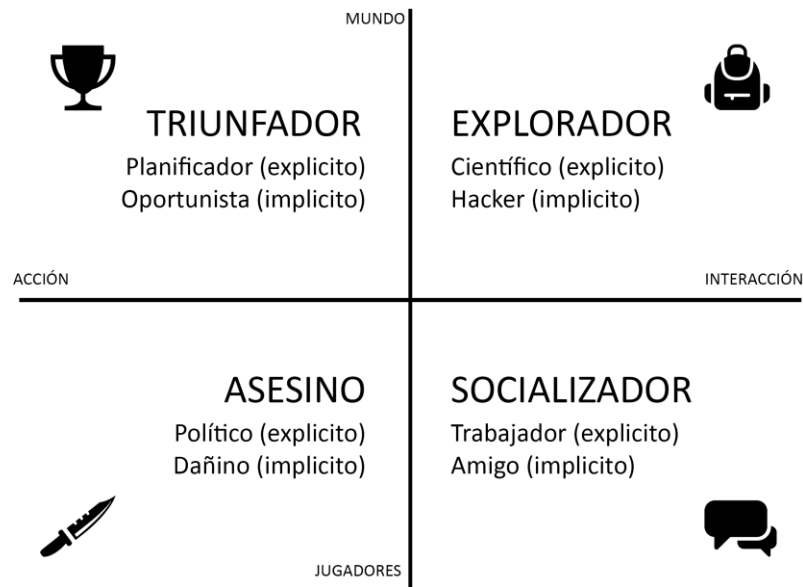 MUNDO
TRIUNFADOR
Planificador (explicito)
Oportunista (implicito)
EXPLORADOR
Científico (explicito)
Hacker (implicito)
ACCIÓN
INTERACCIÓN
ASESINO
Político (explicito)
Dañino (implicito)
SOCIALIZADOR
Trabajador (explicito)
Amigo (implicito)
JUGADORES